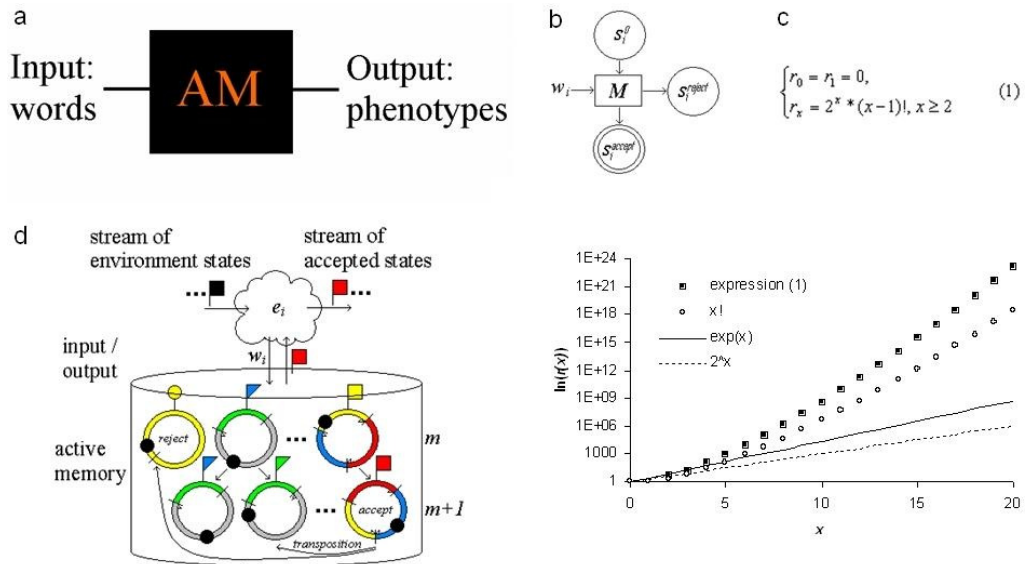 a
Input:
words
AM
Output:
phenotypes
b
s_i^0
w_i
M
s_i^reject
s_i^accept
c
r_0 = r_1 = 0,
r_x = 2^x * (x-1)!, x ≥ 2
(1)
d
stream of
environment states
stream of
accepted states
...
...
e_i
input /
output
w_i
active
memory
reject
...
m
...
accept
m+1
transposition
ln(r(x))
1E+24
1E+21
1E+18
1E+15
1E+12
1E+09
1E+06
1000
1
expression (1)
x!
exp(x)
2^x
0
5
10
15
20
x